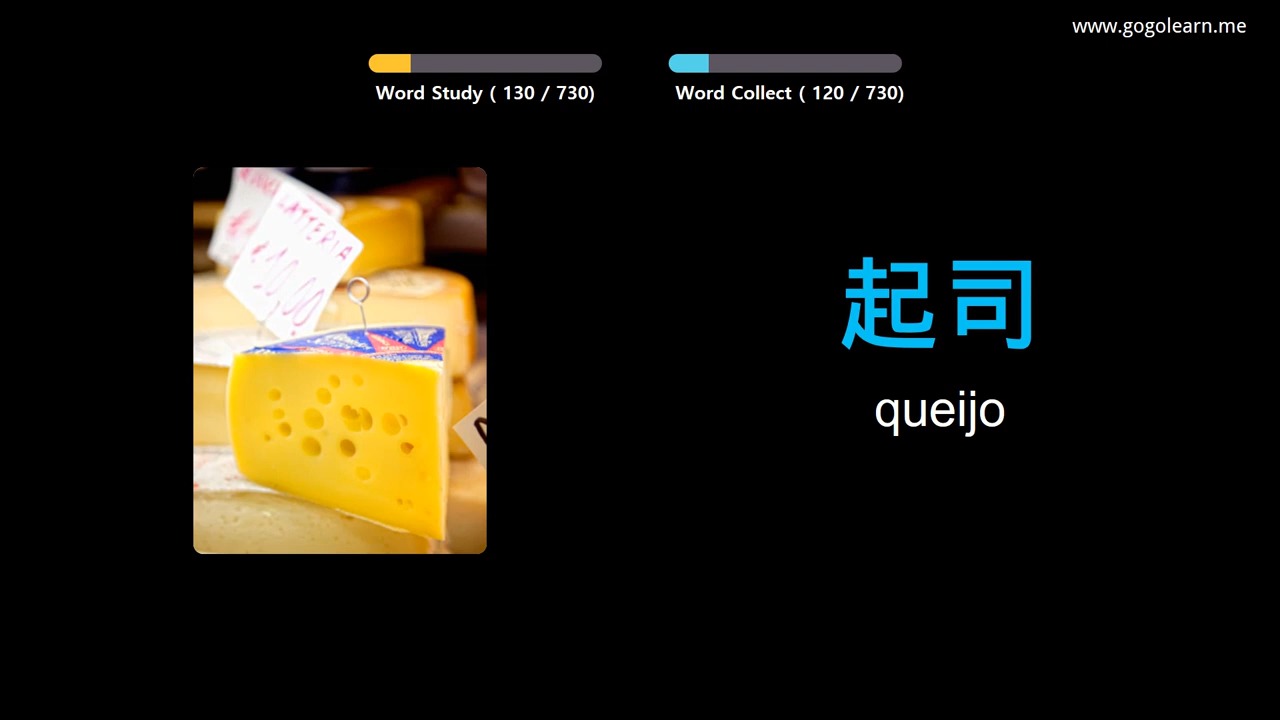 www.gogolearn.me
Word Study ( 130 / 730)
Word Collect ( 120 / 730)
LATTERIA
起司
queijo